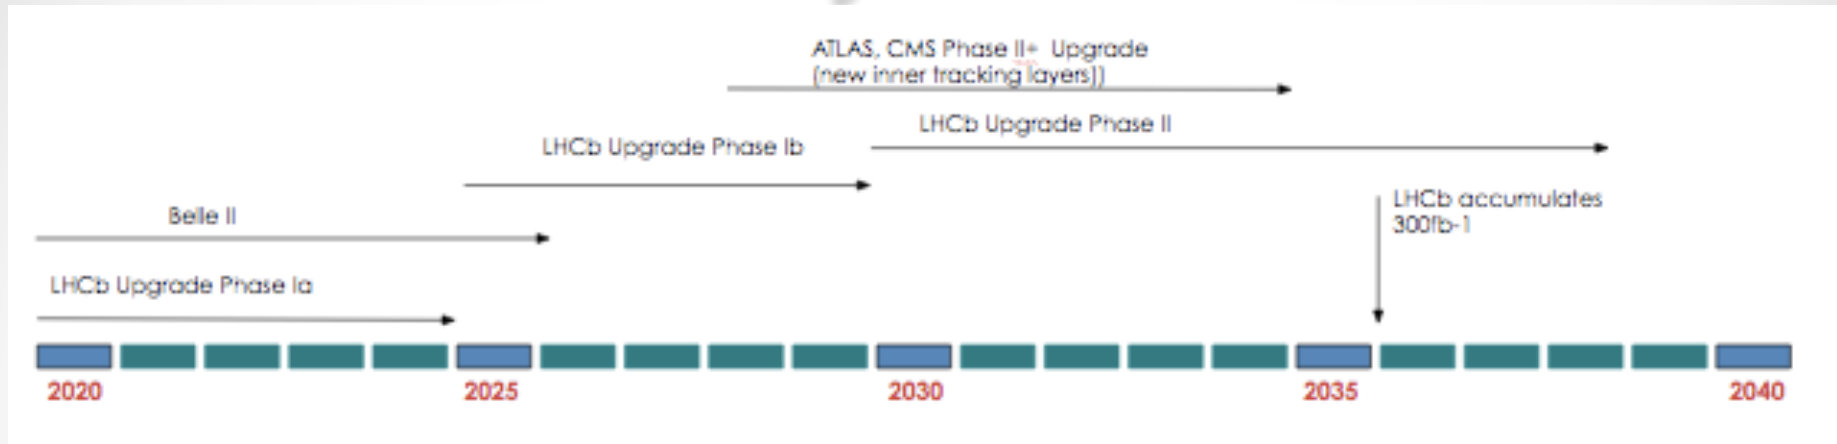 ATLAS, CMS Phase II+ Upgrade
(new inner tracking layers))
LHCb Upgrade Phase II
LHCb Upgrade Phase Ib
LHCb accumulates
300fb-1
Belle II
LHCb Upgrade Phase Ia
2020 2025 2030 2035 2040